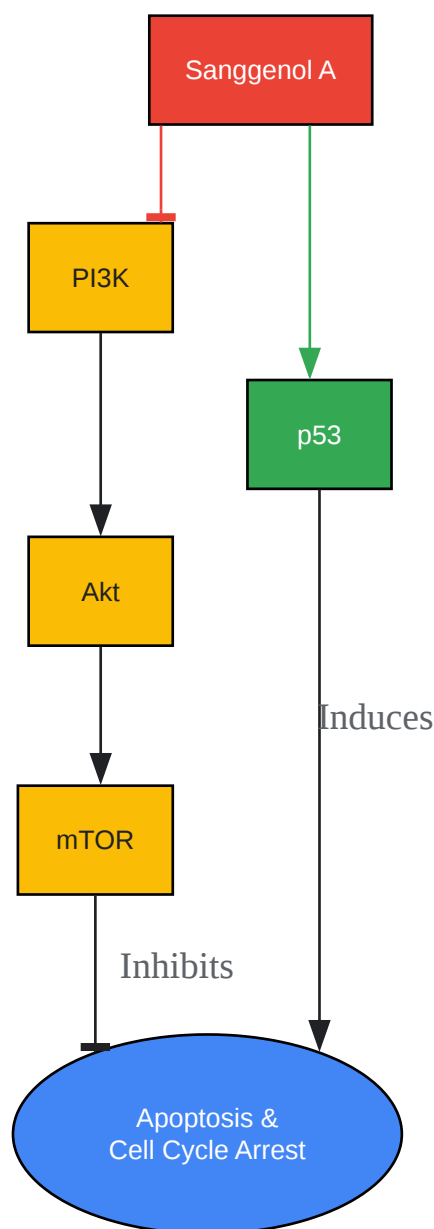 Sanggenol A
PI3K
p53
Akt
Induces
mTOR
Inhibits
Apoptosis &
Cell Cycle Arrest